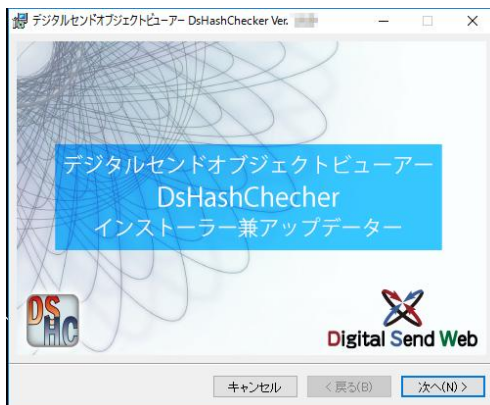 デジタルセンドオブジェクトビューアー DsHashChecker Ver.
デジタルセンドオブジェクトビューアー
DsHashChecher
インストーラー兼アップデーター
DS
HC
Digital Send Web
キャンセル
< 戻る(B)
次へ(N) >